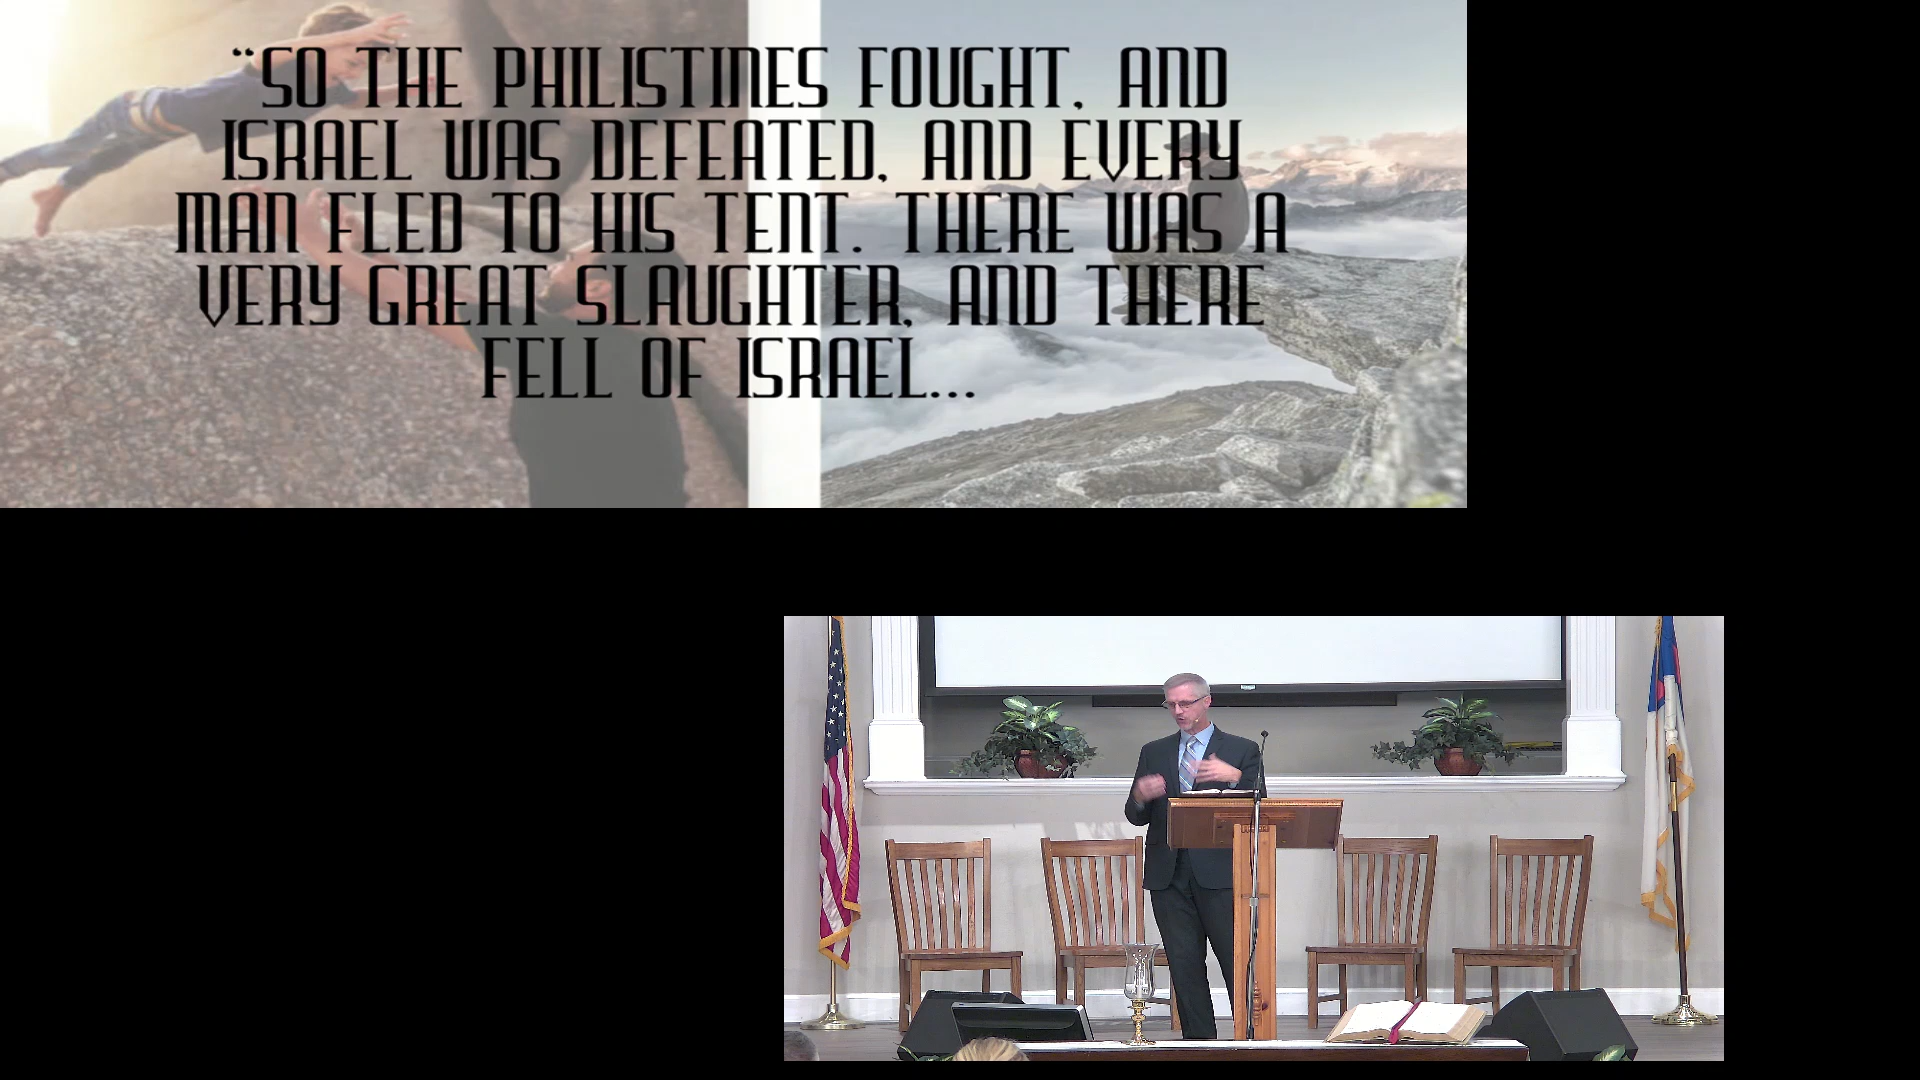 “SO THE PHILISTINES FOUGHT, AND
ISRAEL WAS DEFEATED, AND EVERY
MAN FLED TO HIS TENT. THERE WAS A
VERY GREAT SLAUGHTER, AND THERE
FELL OF ISRAEL...